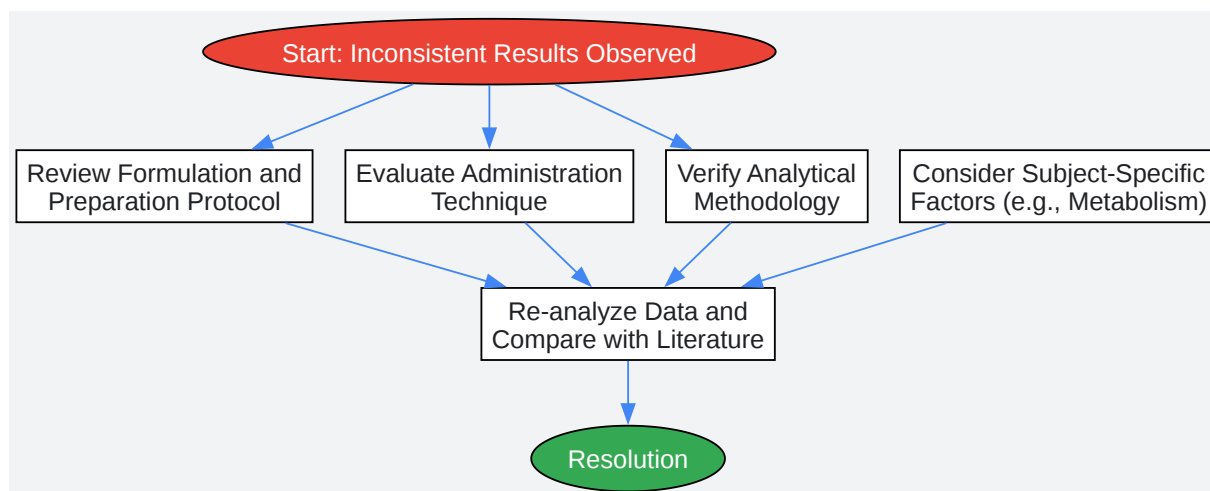 Start: Inconsistent Results Observed
Review Formulation and
Preparation Protocol
Evaluate Administration
Technique
Verify Analytical
Methodology
Consider Subject-Specific
Factors (e.g., Metabolism)
Re-analyze Data and
Compare with Literature
Resolution